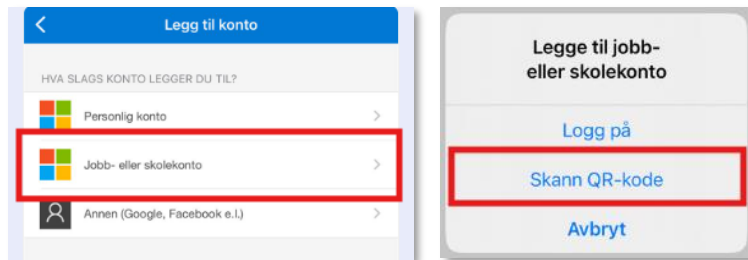 Legg til konto
HVA SLAGS KONTO LEGGER DU TIL?
Personlig konto
Jobb- eller skolekonto
Annen (Google, Facebook e.l.)
Legge til jobb-
eller skolekonto
Logg på
Skann QR-kode
Avbryt